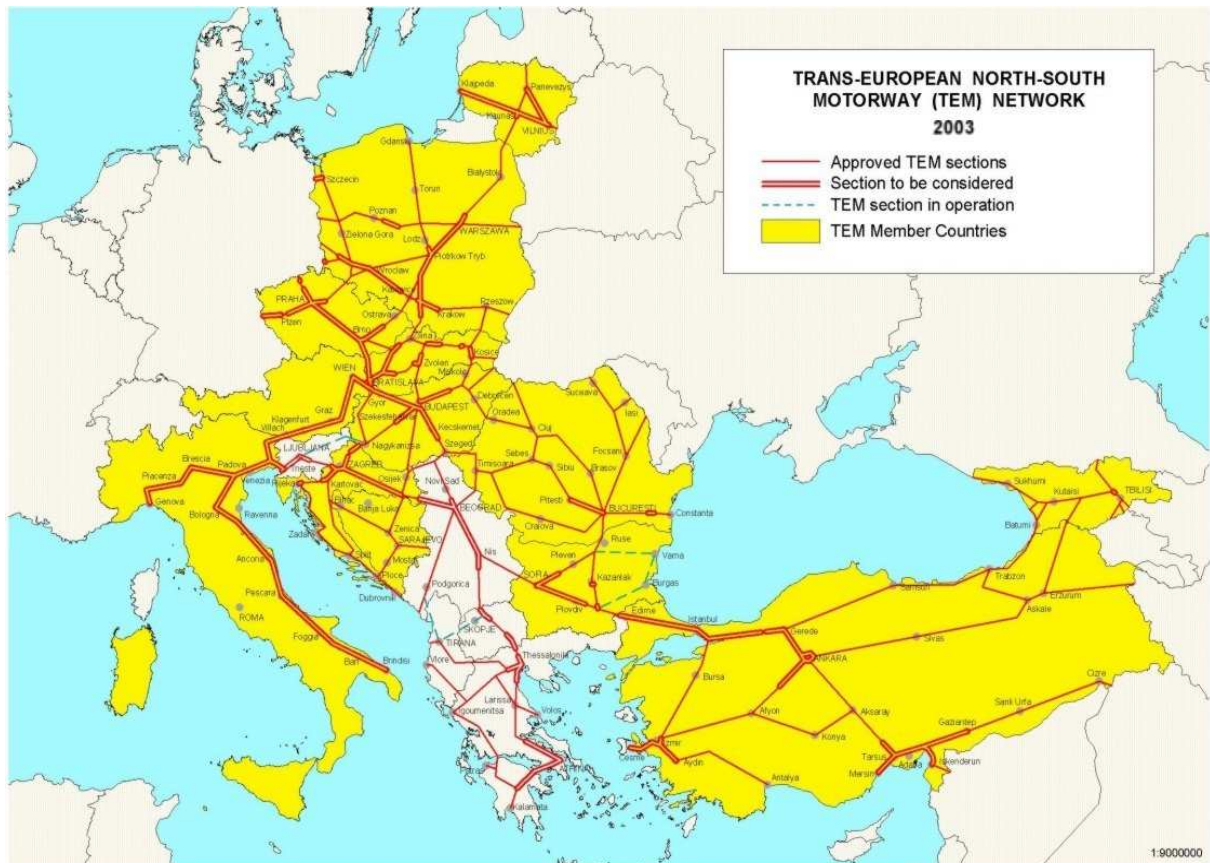 TRANS-EUROPEAN NORTH-SOUTH
MOTORWAY (TEM) NETWORK
2003
Approved TEM sections
Section to be considered
TEM section in operation
TEM Member Countries
Klaipeda
Panevezys
Kaunas
VILNIUS
Gdansk
Bialystok
Szczecin
Torun
Poznan
Zielona Gora
Lodz
WARSZAWA
Piotrkow Tryb.
Wroclaw
PRAHA
Krakow
Rzeszow
Plzen
Ostrava
Brno
Zvolen
Kosice
WIEN
BRATISLAVA
Gyor
BUDAPEST
Debrecen
Suceava
Iasi
Graz
Klagenfurt
Villach
Kecskemet
Oradea
Cluj
LJUBLJANA
Nagykanizsa
Szeged
Sebes
Focsani
Brescia
Padova
Trieste
ZAGREB
Timisoara
Sibiu
Brasov
Piacenza
Venezia
Rijeka
Karlovac
Osijek
Novi Sad
Genova
Bologna
Ravenna
Bihac
Banja Luka
BEOGRAD
Pitesti
BUCURESTI
Constanta
Craiova
Zadar
Zenica
SARAJEVO
Ruse
Ancona
Split
Mostar
Nis
Pleven
Varna
Pescara
Ploce
Podgorica
SOFIA
Kazanlak
Burgas
Dubrovnik
ROMA
Plovdiv
SKOPJE
Edirne
Istanbul
Foggia
TIRANA
Bari
Brindisi
Vlore
Thessaloniki
Gerede
ANKARA
Samson
Trabzon
Erzurum
Askale
Sivas
Sukhumi
Kutaisi
TBILISI
Batumi
Bursa
Larissa
Volos
Igoumenitsa
Afyon
Aksaray
Cizre
Sanli Urfa
Gaziantep
Izmir
Cesme
Konya
Aydin
Tarsus
Adana
Iskenderun
Mersin
Antalya
Patras
Kalamata
1:9000000